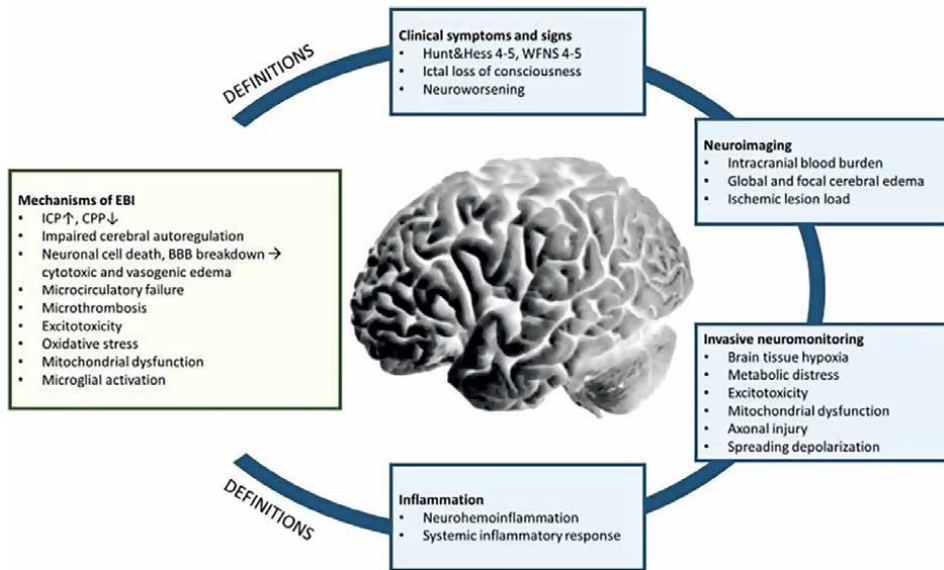 DEFINITIONS
Clinical symptoms and signs
• Hunt&Hess 4-5, WFNS 4-5
• Ictal loss of consciousness
• Neuroworsening
Neuroimaging
• Intracranial blood burden
• Global and focal cerebral edema
• Ischemic lesion load
Mechanisms of EBI
• ICP↑, CPP↓
• Impaired cerebral autoregulation
• Neuronal cell death, BBB breakdown →
cytotoxic and vasogenic edema
• Microcirculatory failure
• Microthrombosis
• Excitotoxicity
• Oxidative stress
• Mitochondrial dysfunction
• Microglial activation
Invasive neuromonitoring
• Brain tissue hypoxia
• Metabolic distress
• Excitotoxicity
• Mitochondrial dysfunction
• Axonal injury
• Spreading depolarization
DEFINITIONS
Inflammation
• Neurohemoinflammation
• Systemic inflammatory response